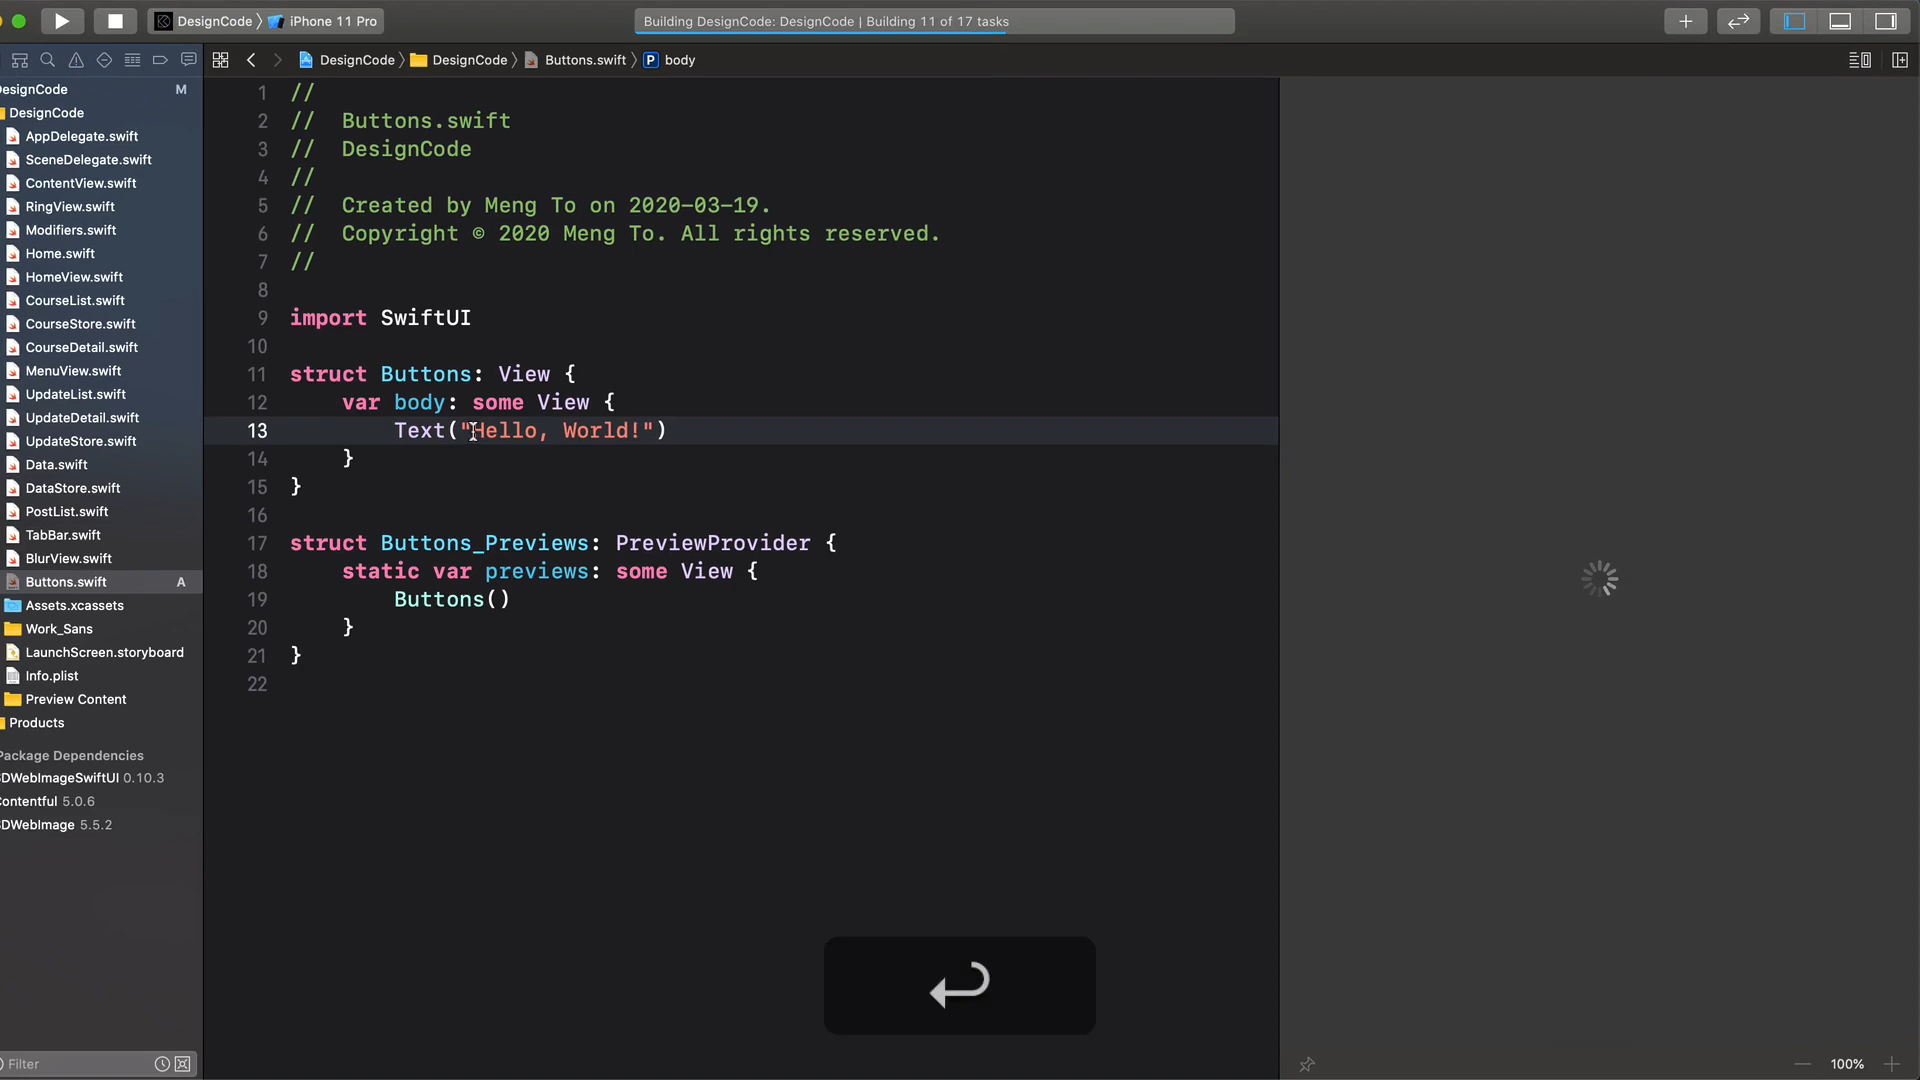 DesignCode 〉 iPhone 11 Pro
Building DesignCode: DesignCode | Building 11 of 17 tasks
DesignCode 〉 DesignCode 〉 Buttons.swift 〉 P body
esignCode M
DesignCode
AppDelegate.swift
SceneDelegate.swift
ContentView.swift
RingView.swift
Modifiers.swift
Home.swift
HomeView.swift
CourseList.swift
CourseStore.swift
CourseDetail.swift
MenuView.swift
UpdateList.swift
UpdateDetail.swift
UpdateStore.swift
Data.swift
DataStore.swift
PostList.swift
TabBar.swift
BlurView.swift
Buttons.swift A
Assets.xcassets
Work_Sans
LaunchScreen.storyboard
Info.plist
Preview Content
Products
Package Dependencies
SDWebImageSwiftUI 0.10.3
ontentful 5.0.6
SDWebImage 5.5.2
Filter
1 //
2 //  Buttons.swift
3 //  DesignCode
4 //
5 //  Created by Meng To on 2020-03-19.
6 //  Copyright © 2020 Meng To. All rights reserved.
7 //
8
9 import SwiftUI
10
11 struct Buttons: View {
12     var body: some View {
13         Text("Hello, World!")
14     }
15 }
16
17 struct Buttons_Previews: PreviewProvider {
18     static var previews: some View {
19         Buttons()
20     }
21 }
22
100%